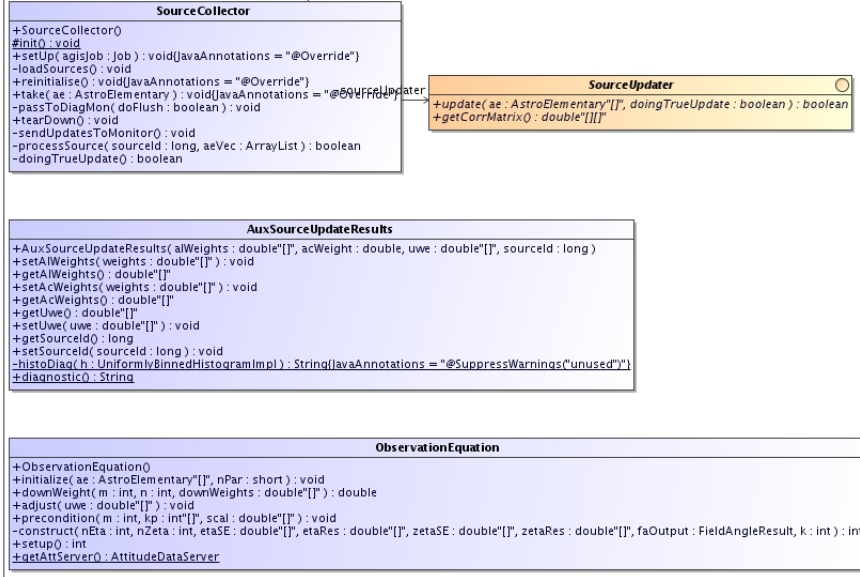 SourceCollector
+SourceCollector()
#init() : void
+setUp( agisJob : Job ) : void{JavaAnnotations = "@Override"}
-loadSources() : void
+reinitialise() : void{JavaAnnotations = "@Override"}
+take( ae : AstroElementary ) : void{JavaAnnotations = "@Override"}
-passToDiagMon( doFlush : boolean ) : void
+tearDown() : void
-sendUpdatesToMonitor() : void
-processSource( sourceId : long, aeVec : ArrayList ) : boolean
-doingTrueUpdate() : boolean
-sourceUpdater
SourceUpdater
+update( ae : AstroElementary"[]", doingTrueUpdate : boolean ) : boolean
+getCorrMatrix() : double"[][]"
AuxSourceUpdateResults
+AuxSourceUpdateResults( alWeights : double"[]", acWeight : double, uwe : double"[]", sourceId : long )
+setAlWeights( weights : double"[]" ) : void
+getAlWeights() : double"[]"
+setAcWeights( weights : double"[]" ) : void
+getAcWeights() : double"[]"
+getUwe() : double"[]"
+setUwe( uwe : double"[]" ) : void
+getSourceId() : long
+setSourceId( sourceId : long ) : void
-histoDiag( h : UniformlyBinnedHistogramImpl ) : String{JavaAnnotations = "@SuppressWarnings("unused")"}
+diagnostic() : String
ObservationEquation
+ObservationEquation()
+initialize( ae : AstroElementary"[]", nPar : short ) : void
+downWeight( m : int, n : int, downWeights : double"[]" ) : double
+adjust( uwe : double"[]" ) : void
+precondition( m : int, kp : int"[]", scal : double"[]" ) : void
-construct( nEta : int, nZeta : int, etaSE : double"[]", etaRes : double"[]", zetaSE : double"[]", zetaRes : double"[]", faOutput : FieldAngleResult, k : int ) : int
+setup() : int
+getAttServer() : AttitudeDataServer